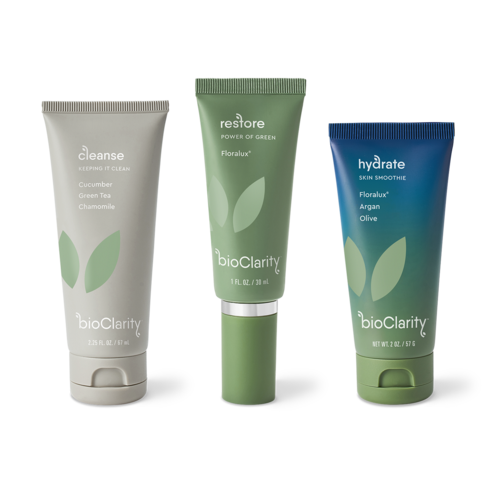 cleanse
KEEPING IT CLEAN
Cucumber
Green Tea
Chamomile
bioClarity
restore
POWER OF GREEN
Floralux®
bioClarity
1 FL. OZ. / 30 mL
hydrate
SKIN SMOOTHIE
Floralux®
Argan
Olive
bioClarity
NET WT. 2 OZ. / 57 G